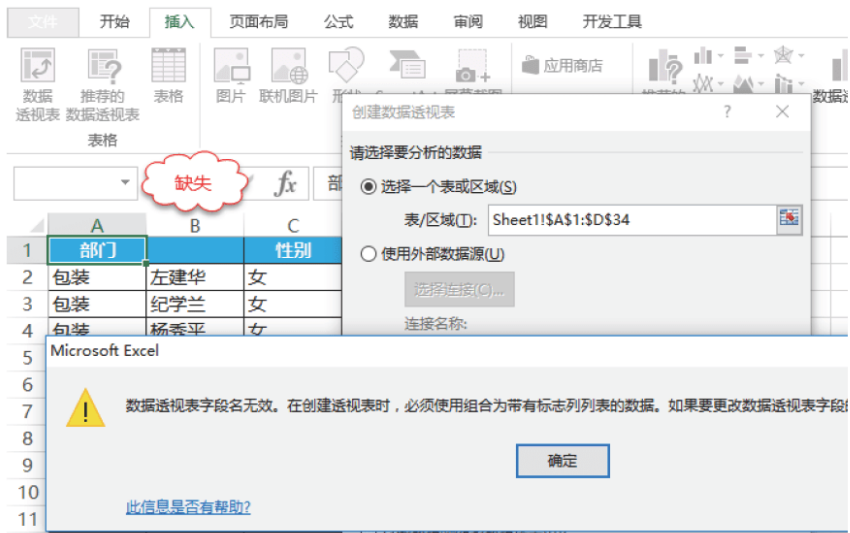 文件 开始 插入 页面布局 公式 数据 审阅 视图 开发工具
应用商店
数据 推荐的 表格 图片 联机图片
透视表 数据透视表
表格
创建数据透视表 ? ×
请选择要分析的数据
选择一个表或区域(S)
表/区域(T): Sheet1!$A$1:$D$34
使用外部数据源(U)
选择连接(C)...
连接名称:
缺失 fx 部
A B C
1 部门 性别
2 包装 左建华 女
3 包装 纪学兰 女
4 包装 杨秀平 女
5
6
7
8
9
10
11
Microsoft Excel
数据透视表字段名无效。在创建透视表时，必须使用组合为带有标志列列表的数据。如果要更改数据透视表字段的
确定
此信息是否有帮助?